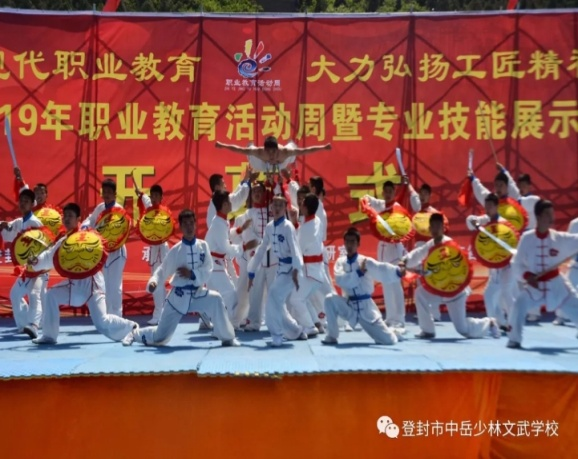 现代职业教育 大力弘扬工匠精
职业教育活动周
19年职业教育活动周暨专业技能展示
开 式
登封市中岳少林文武学校